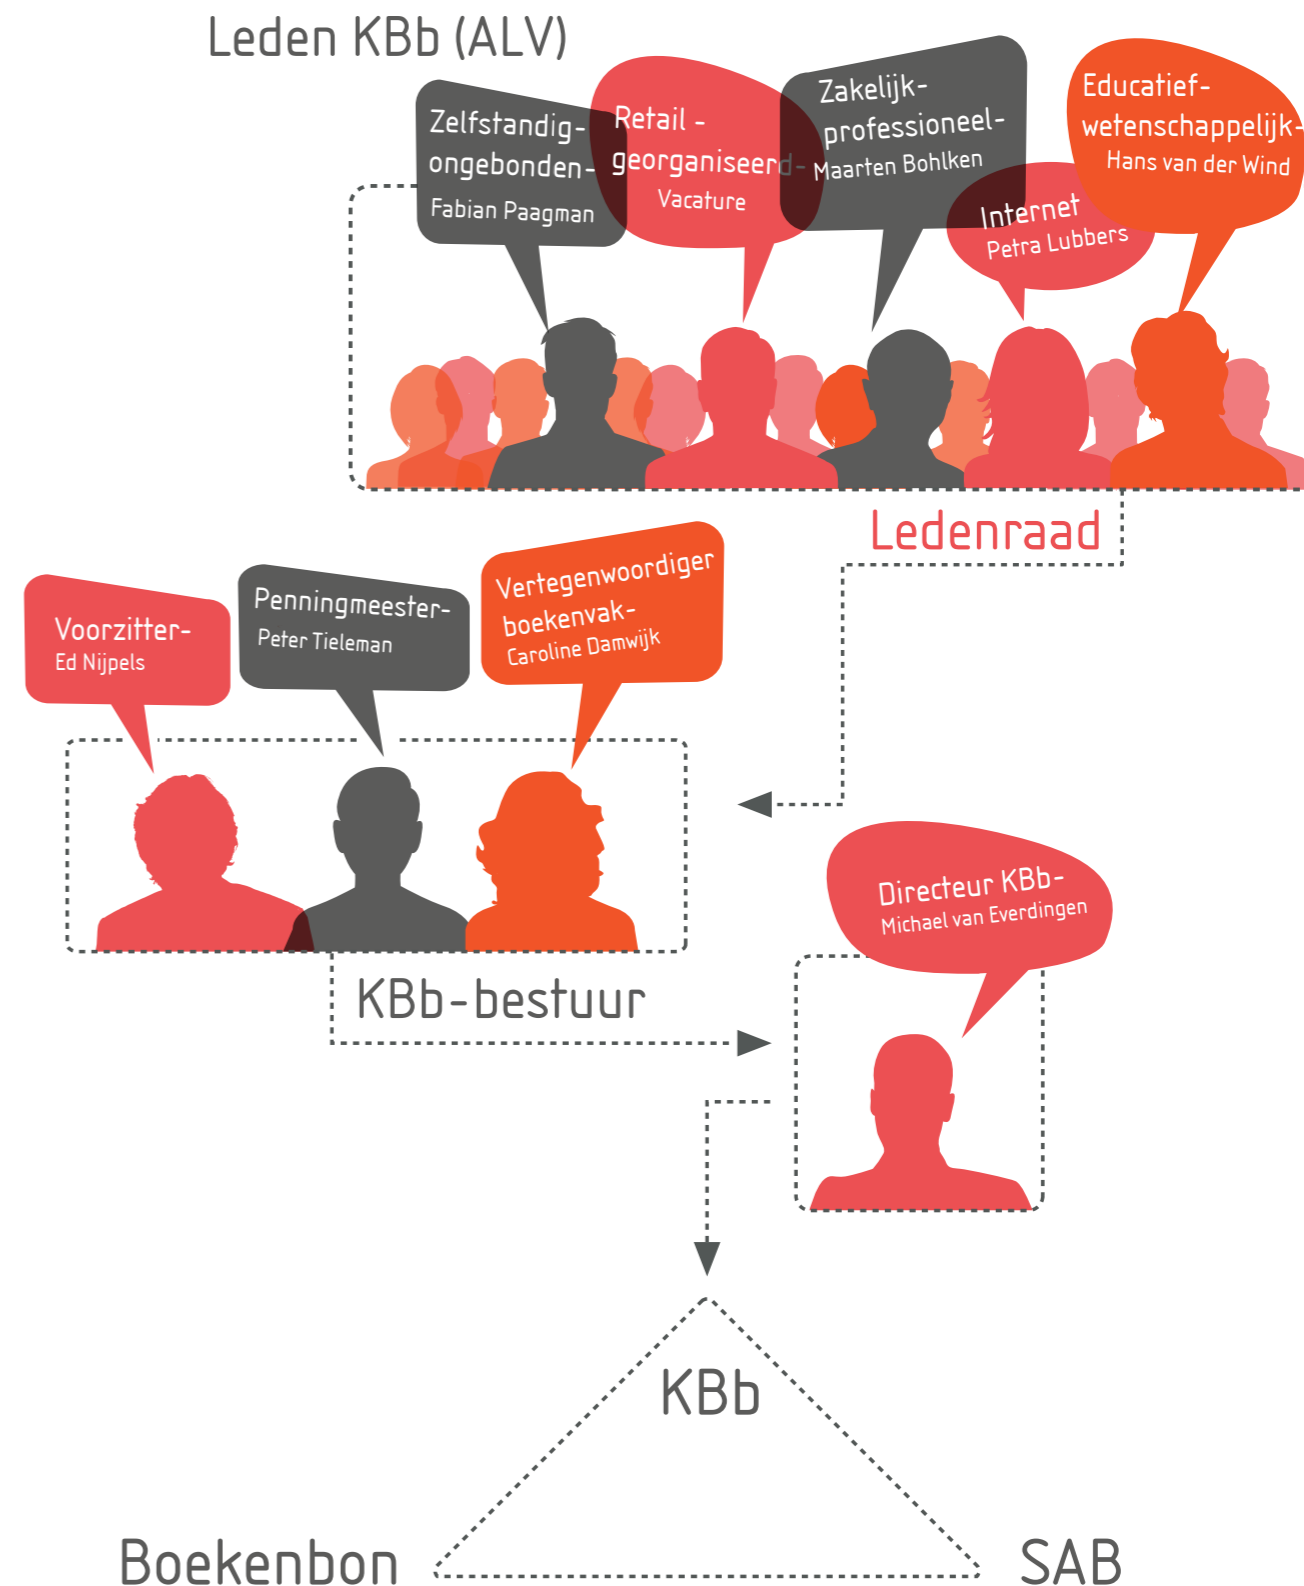 Leden KBb (ALV)
Zelfstandig-
ongebonden-
Fabian Paagman
Retail -
georganiseerd-
Vacature
Zakelijk-
professioneel-
Maarten Bohlken
Internet
Petra Lubbers
Educatief-
wetenschappelijk-
Hans van der Wind
Ledenraad
Voorzitter-
Ed Nijpels
Penningmeester-
Peter Tieleman
Vertegenwoordiger
boekenvak-
Caroline Damwijk
KBb-bestuur
Directeur KBb-
Michael van Everdingen
KBb
Boekenbon
SAB